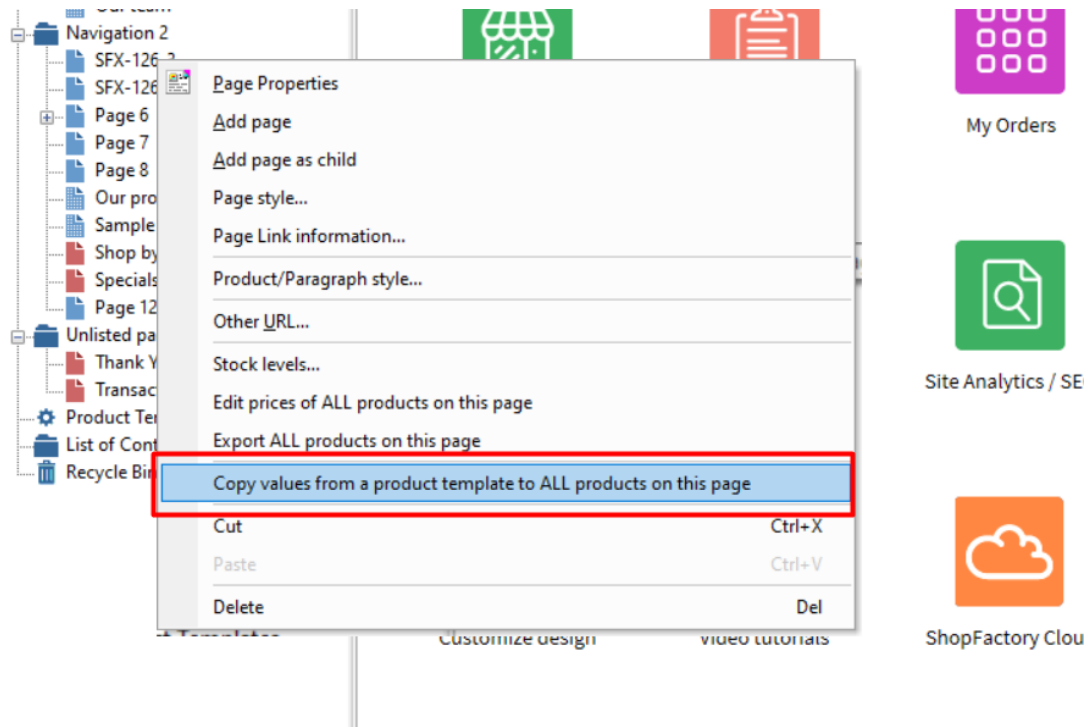 Our team
Navigation 2
SFX-126-2
SFX-126
Page 6
Page 7
Page 8
Our pro
Sample
Shop by
Specials
Page 12
Unlisted pa
Thank Y
Transac
Product Te
List of Cont
Recycle Bin
Page Properties
Add page
Add page as child
Page style...
Page Link information...
Product/Paragraph style...
Other URL...
Stock levels...
Edit prices of ALL products on this page
Export ALL products on this page
Copy values from a product template to ALL products on this page
Cut Ctrl+X
Paste Ctrl+V
Delete Del
My Orders
Site Analytics / SE
Templates
Customize design
Video tutorials
ShopFactory Clou